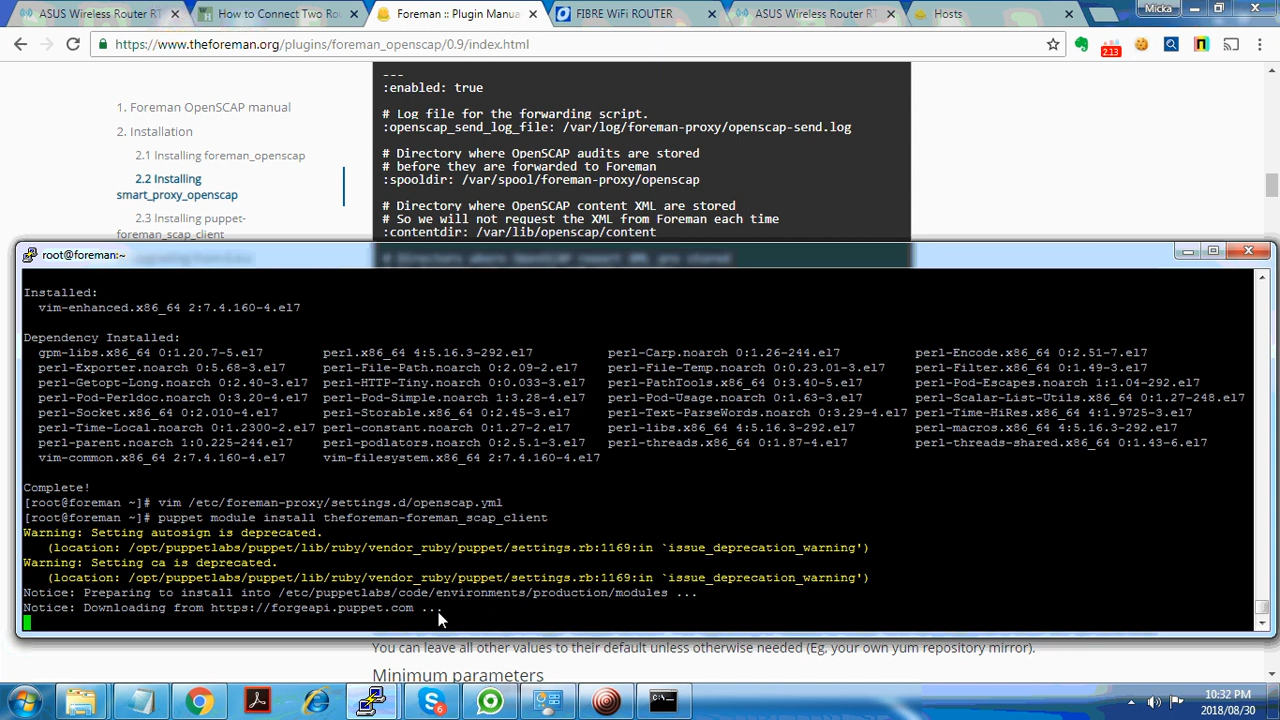 ASUS Wireless Router RT
How to Connect Two Rou
Foreman :: Plugin Manua
FIBRE WiFi ROUTER
ASUS Wireless Router RT
Hosts
Micka
https://www.theforeman.org/plugins/foreman_openscap/0.9/index.html
2.13
1. Foreman OpenSCAP manual
2. Installation
2.1 Installing foreman_openscap
2.2 Installing
smart_proxy_openscap
2.3 Installing puppet-
foreman_scap_client
---
:enabled: true
# Log file for the forwarding script.
:openscap_send_log_file: /var/log/foreman-proxy/openscap-send.log
# Directory where OpenSCAP audits are stored
# before they are forwarded to Foreman
:spooldir: /var/spool/foreman-proxy/openscap
# Directory where OpenSCAP content XML are stored
# So we will not request the XML from Foreman each time
:contentdir: /var/lib/openscap/content
root@foreman:~
Installed:
vim-enhanced.x86_64 2:7.4.160-4.el7
Dependency Installed:
gpm-libs.x86_64 0:1.20.7-5.el7 perl.x86_64 4:5.16.3-292.el7 perl-Carp.noarch 0:1.26-244.el7 perl-Encode.x86_64 0:2.51-7.el7
perl-Exporter.noarch 0:5.68-3.el7 perl-File-Path.noarch 0:2.09-2.el7 perl-File-Temp.noarch 0:0.23.01-3.el7 perl-Filter.x86_64 0:1.49-3.el7
perl-Getopt-Long.noarch 0:2.40-3.el7 perl-HTTP-Tiny.noarch 0:0.033-3.el7 perl-PathTools.x86_64 0:3.40-5.el7 perl-Pod-Escapes.noarch 1:1.04-292.el7
perl-Pod-Perldoc.noarch 0:3.20-4.el7 perl-Pod-Simple.noarch 1:3.28-4.el7 perl-Pod-Usage.noarch 0:1.63-3.el7 perl-Scalar-List-Utils.x86_64 0:1.27-248.el7
perl-Socket.x86_64 0:2.010-4.el7 perl-Storable.x86_64 0:2.45-3.el7 perl-Text-ParseWords.noarch 0:3.29-4.el7 perl-Time-HiRes.x86_64 4:1.9725-3.el7
perl-Time-Local.noarch 0:1.2300-2.el7 perl-constant.noarch 0:1.27-2.el7 perl-libs.x86_64 4:5.16.3-292.el7 perl-macros.x86_64 4:5.16.3-292.el7
perl-parent.noarch 1:0.225-244.el7 perl-podlators.noarch 0:2.5.1-3.el7 perl-threads.x86_64 0:1.87-4.el7 perl-threads-shared.x86_64 0:1.43-6.el7
vim-common.x86_64 2:7.4.160-4.el7 vim-filesystem.x86_64 2:7.4.160-4.el7
Complete!
[root@foreman ~]# vim /etc/foreman-proxy/settings.d/openscap.yml
[root@foreman ~]# puppet module install theforeman-foreman_scap_client
Warning: Setting autosign is deprecated.
(location: /opt/puppetlabs/puppet/lib/ruby/vendor_ruby/puppet/settings.rb:1169:in `issue_deprecation_warning')
Warning: Setting ca is deprecated.
(location: /opt/puppetlabs/puppet/lib/ruby/vendor_ruby/puppet/settings.rb:1169:in `issue_deprecation_warning')
Notice: Preparing to install into /etc/puppetlabs/code/environments/production/modules ...
Notice: Downloading from https://forgeapi.puppet.com ...
You can leave all other values to their default unless otherwise needed (Eg, your own yum repository mirror).
Minimum parameters
6
10:32 PM
2018/08/30